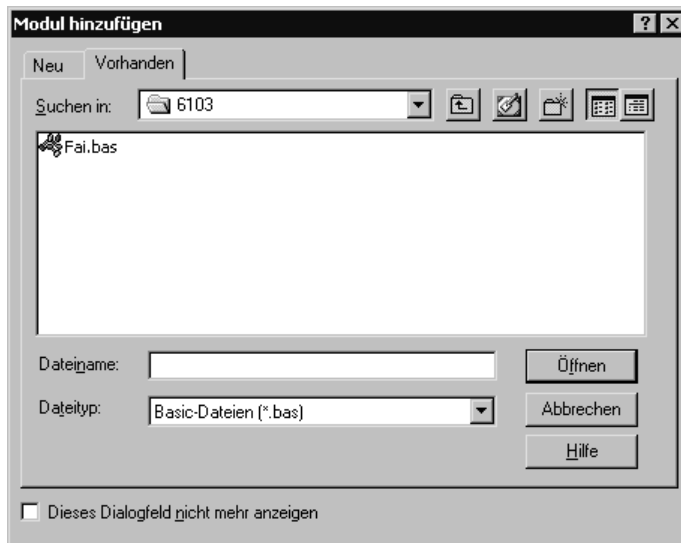 Modul hinzufügen
Neu Vorhanden
Suchen in: 6103
Fai.bas
Dateiname: Öffnen
Dateityp: Basic-Dateien (*.bas) Abbrechen
Hilfe
Dieses Dialogfeld nicht mehr anzeigen